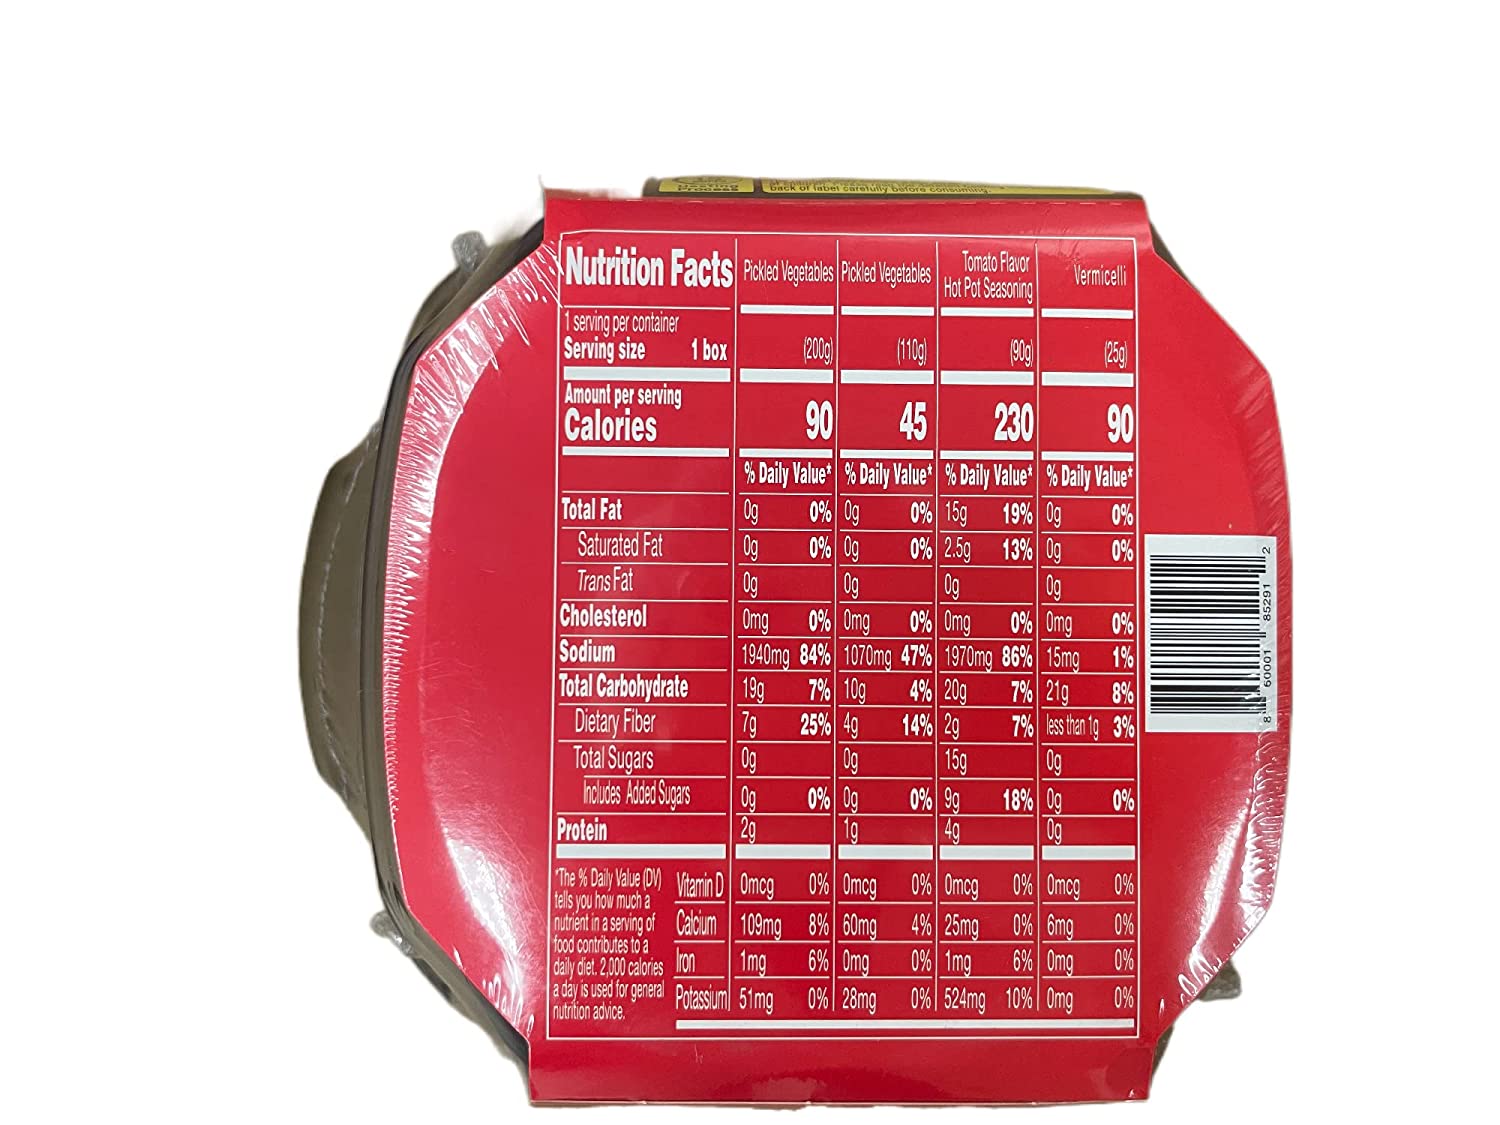 Heating
Process
back of label carefully before consuming.
Nutrition Facts Pickled Vegetables Pickled Vegetables Tomato Flavor Hot Pot Seasoning Vermicelli
1 serving per container
Serving size 1 box (200g) (110g) (90g) (25g)
Amount per serving
Calories 90 45 230 90
% Daily Value* % Daily Value* % Daily Value* % Daily Value*
Total Fat 0g 0% 0g 0% 15g 19% 0g 0%
Saturated Fat 0g 0% 0g 0% 2.5g 13% 0g 0%
Trans Fat 0g 0g 0g 0g
Cholesterol 0mg 0% 0mg 0% 0mg 0% 0mg 0%
Sodium 1940mg 84% 1070mg 47% 1970mg 86% 15mg 1%
Total Carbohydrate 19g 7% 10g 4% 20g 7% 21g 8%
Dietary Fiber 7g 25% 4g 14% 2g 7% less than 1g 3%
Total Sugars 0g 0g 15g 0g
Includes Added Sugars 0g 0% 0g 0% 9g 18% 0g 0%
Protein 2g 1g 4g 0g
*The % Daily Value (DV)
tells you how much a
nutrient in a serving of
food contributes to a
daily diet. 2,000 calories
a day is used for general
nutrition advice.
Vitamin D 0mcg 0% 0mcg 0% 0mcg 0% 0mcg 0%
Calcium 109mg 8% 60mg 4% 25mg 0% 6mg 0%
Iron 1mg 6% 0mg 0% 1mg 6% 0mg 0%
Potassium 51mg 0% 28mg 0% 524mg 10% 0mg 0%
8 60001 85291 2